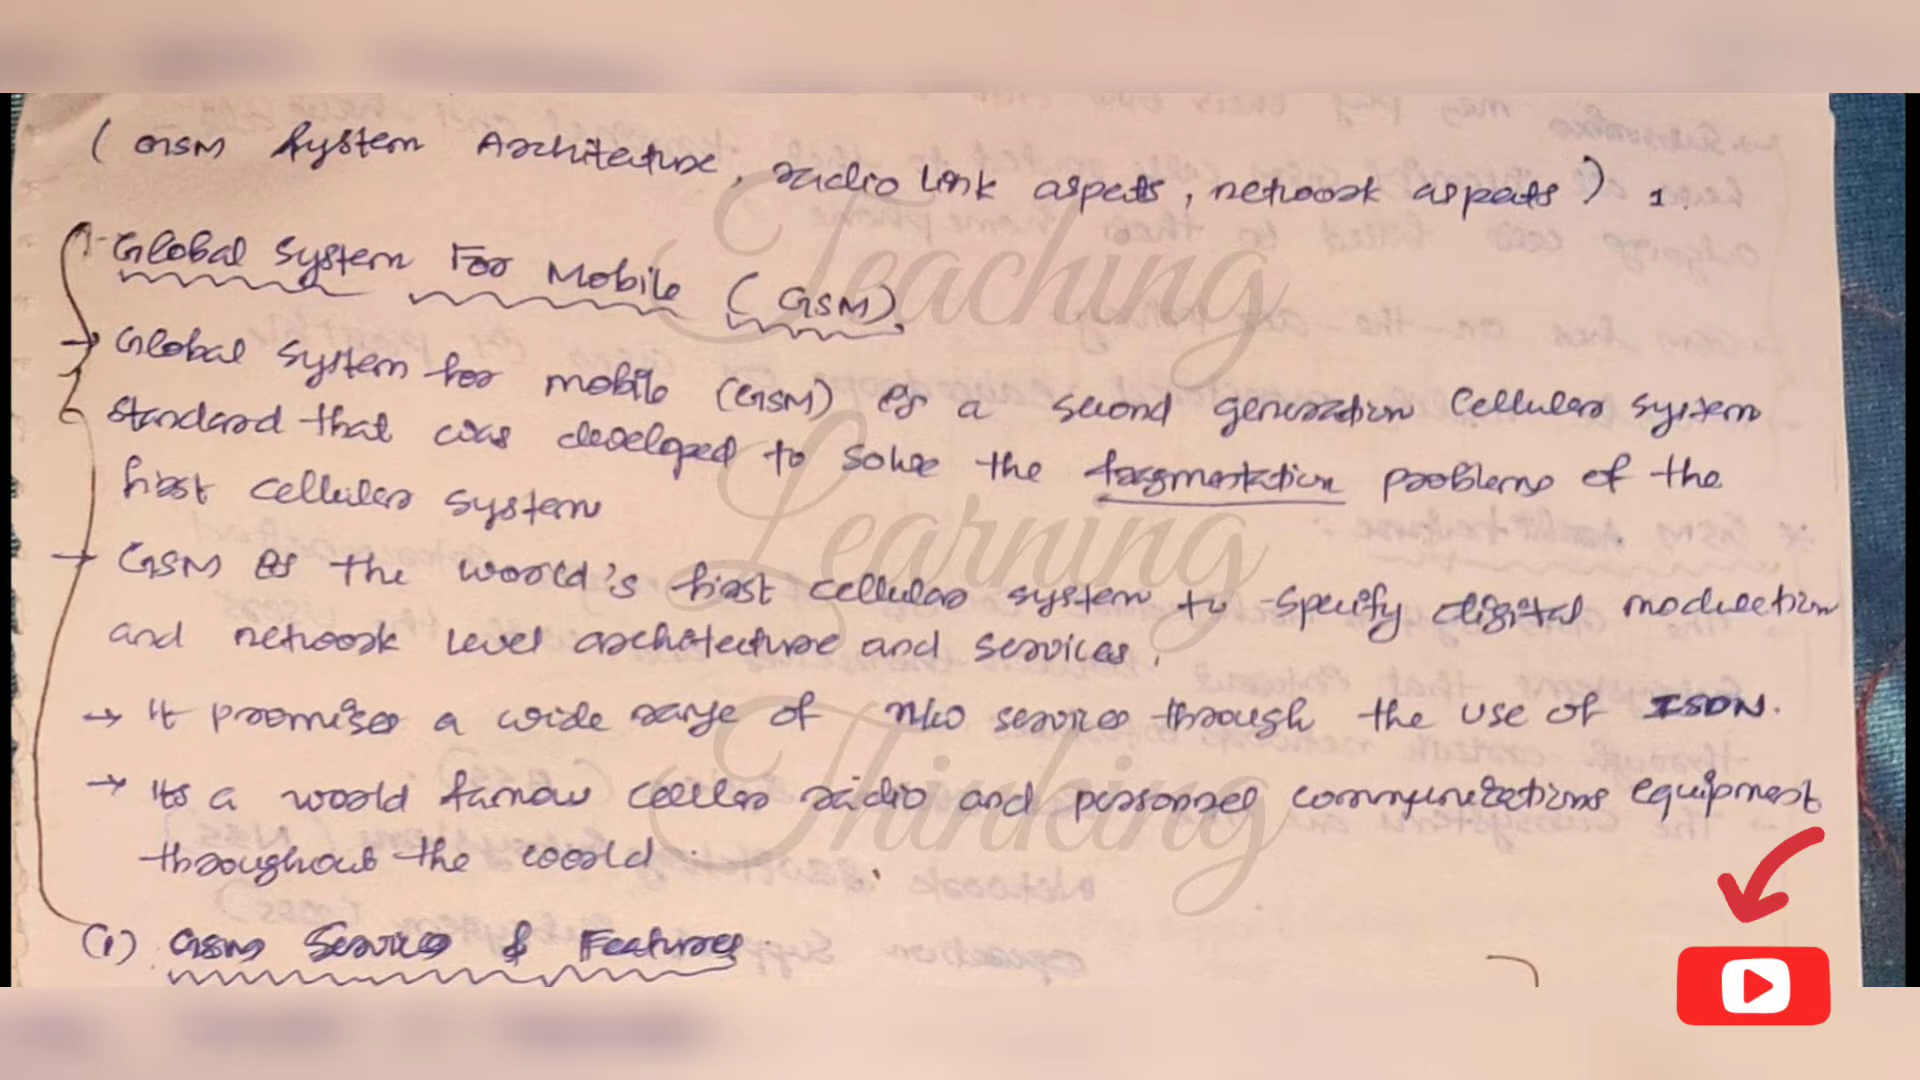 ( GSM System Architecture, radio link aspects, network aspects ) 1.
Global System For Mobile (GSM).
→ Global System for mobile (GSM) is a second generation cellular system
standard that was developed to solve the fragmentation problems of the
first cellular system
→ GSM is the world's first cellular system to specify digital modulation
and network level architecture and services.
→ It promises a wide range of n/w services through the use of ISDN.
→ Its a world famous cellular radio and personnel communications equipment
throughout the world.
(1) GSM Services & Features.
Teaching
Learning
Thinking